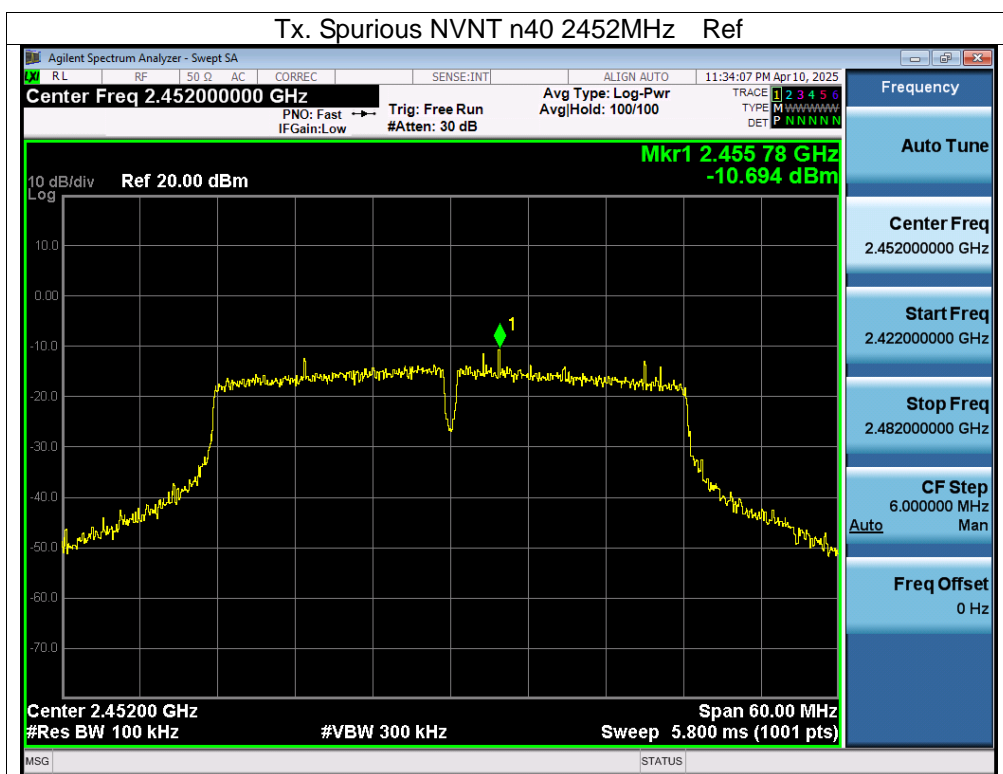 Tx. Spurious NVNT n40 2452MHz Ref
Agilent Spectrum Analyzer - Swept SA
LXI RL RF 50 Ω AC CORREC SENSE:INT ALIGN AUTO 11:34:07 PM Apr 10, 2025
Center Freq 2.452000000 GHz
PNO: Fast
IFGain:Low
Trig: Free Run
#Atten: 30 dB
Avg Type: Log-Pwr
Avg|Hold: 100/100
TRACE 1 2 3 4 5 6
TYPE M WWWWW
DET P N N N N N
Mkr1 2.455 78 GHz
-10.694 dBm
10 dB/div Ref 20.00 dBm
Log
10.0
0.00
-10.0
-20.0
-30.0
-40.0
-50.0
-60.0
-70.0
1
Center 2.45200 GHz Span 60.00 MHz
#Res BW 100 kHz #VBW 300 kHz Sweep 5.800 ms (1001 pts)
MSG STATUS
Frequency
Auto Tune
Center Freq
2.452000000 GHz
Start Freq
2.422000000 GHz
Stop Freq
2.482000000 GHz
CF Step
6.000000 MHz
Auto Man
Freq Offset
0 Hz